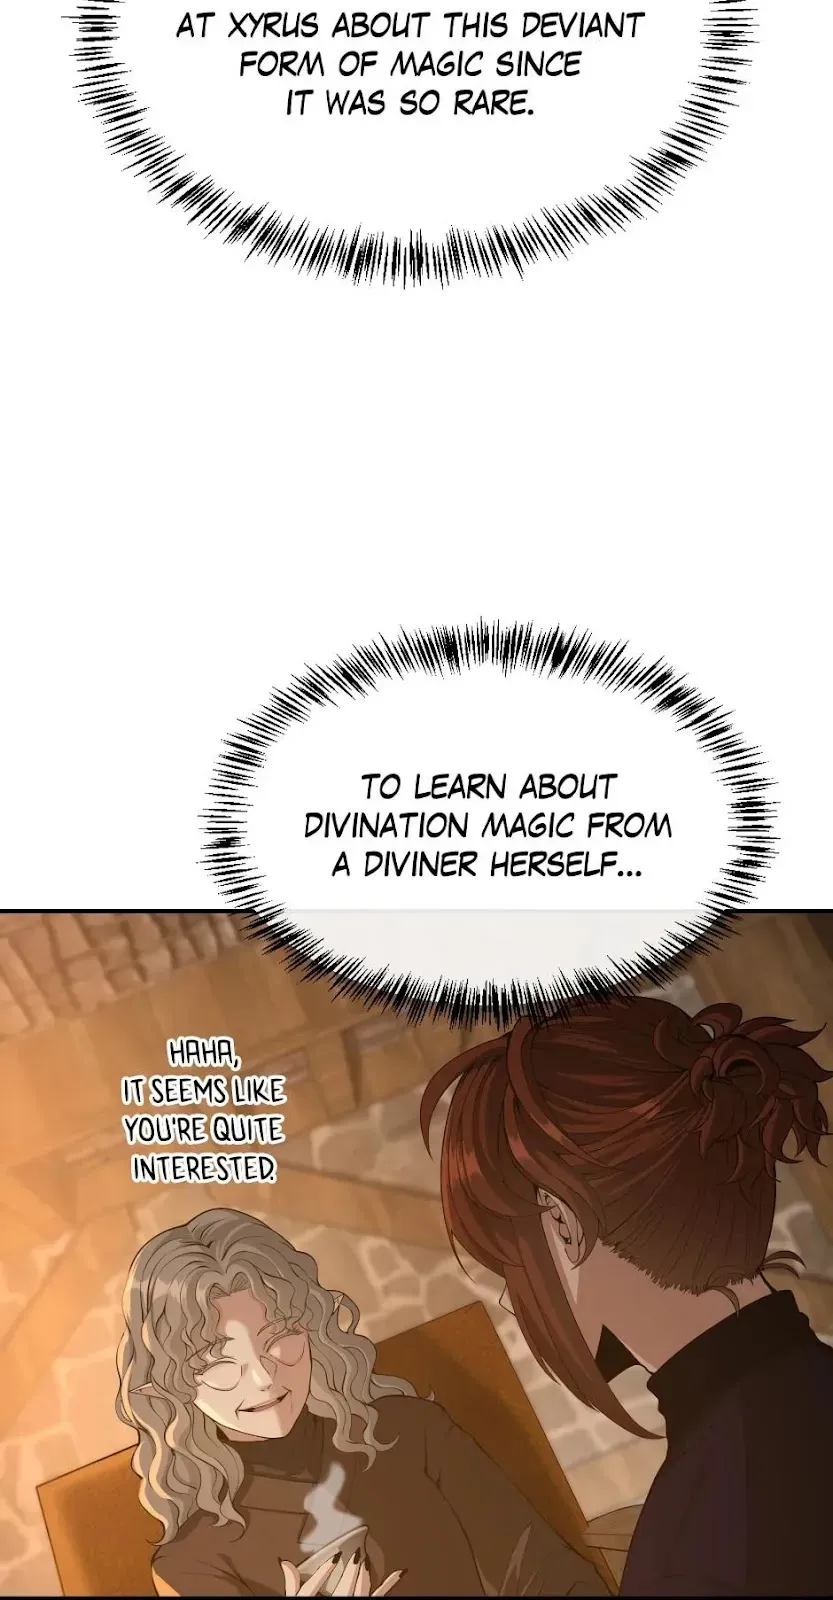 AT XYRUS ABOUT THIS DEVIANT
FORM OF MAGIC SINCE
IT WAS SO RARE.
TO LEARN ABOUT
DIVINATION MAGIC FROM
A DIVINER HERSELF...
HAHA,
IT SEEMS LIKE
YOU'RE QUITE
INTERESTED.